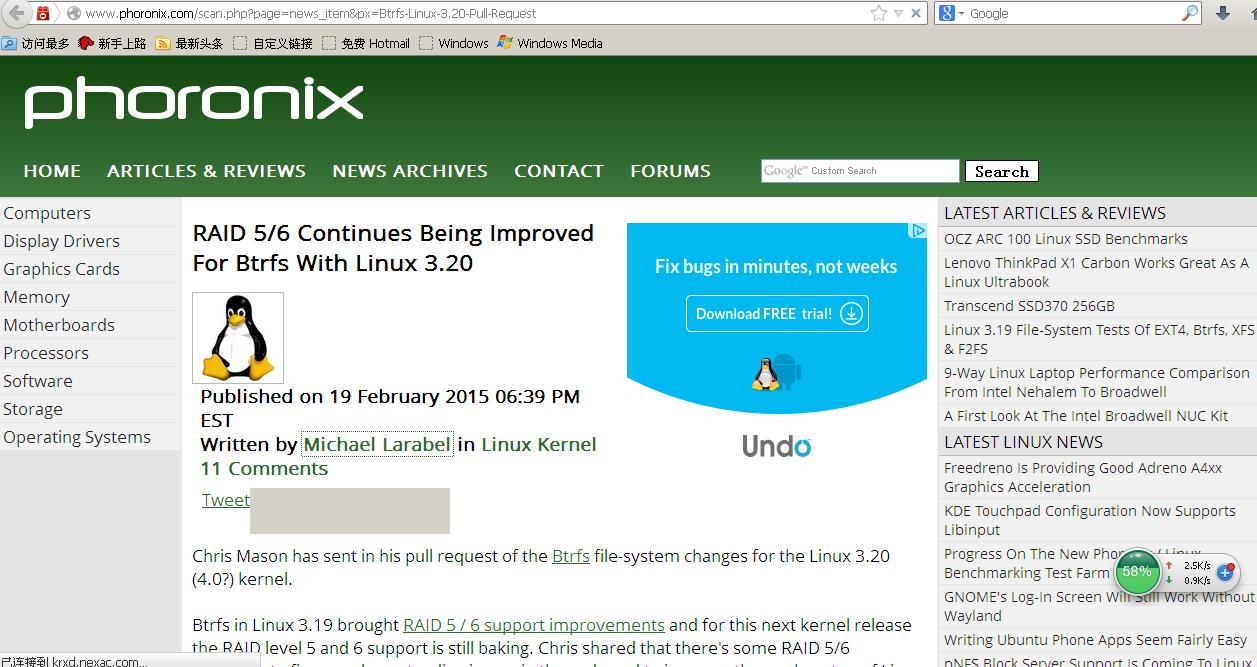 www.phoronix.com/scan.php?page=news_item&px=Btrfs-Linux-3.20-Pull-Request
Google
访问最多 新手上路 最新头条 自定义链接 免费 Hotmail Windows Windows Media
phoronix
HOME ARTICLES & REVIEWS NEWS ARCHIVES CONTACT FORUMS
Google™ Custom Search Search
Computers
Display Drivers
Graphics Cards
Memory
Motherboards
Processors
Software
Storage
Operating Systems
RAID 5/6 Continues Being Improved
For Btrfs With Linux 3.20
Published on 19 February 2015 06:39 PM
EST
Written by Michael Larabel in Linux Kernel
11 Comments
Tweet
Chris Mason has sent in his pull request of the Btrfs file-system changes for the Linux 3.20
(4.0?) kernel.
Btrfs in Linux 3.19 brought RAID 5 / 6 support improvements and for this next kernel release
the RAID level 5 and 6 support is still baking. Chris shared that there's some RAID 5/6
Fix bugs in minutes, not weeks
Download FREE trial!
Undo
LATEST ARTICLES & REVIEWS
OCZ ARC 100 Linux SSD Benchmarks
Lenovo ThinkPad X1 Carbon Works Great As A
Linux Ultrabook
Transcend SSD370 256GB
Linux 3.19 File-System Tests Of EXT4, Btrfs, XFS
& F2FS
9-Way Linux Laptop Performance Comparison
From Intel Nehalem To Broadwell
A First Look At The Intel Broadwell NUC Kit
LATEST LINUX NEWS
Freedreno Is Providing Good Adreno A4xx
Graphics Acceleration
KDE Touchpad Configuration Now Supports
Libinput
Progress On The New Linux
Benchmarking Test Farm
GNOME's Log-In Screen Will Still Work Without
Wayland
Writing Ubuntu Phone Apps Seem Fairly Easy
pNFS Block Server Support Is Coming To Linux
58% 2.5K/s
0.9K/s
已连接到 krxd.nexac.com...